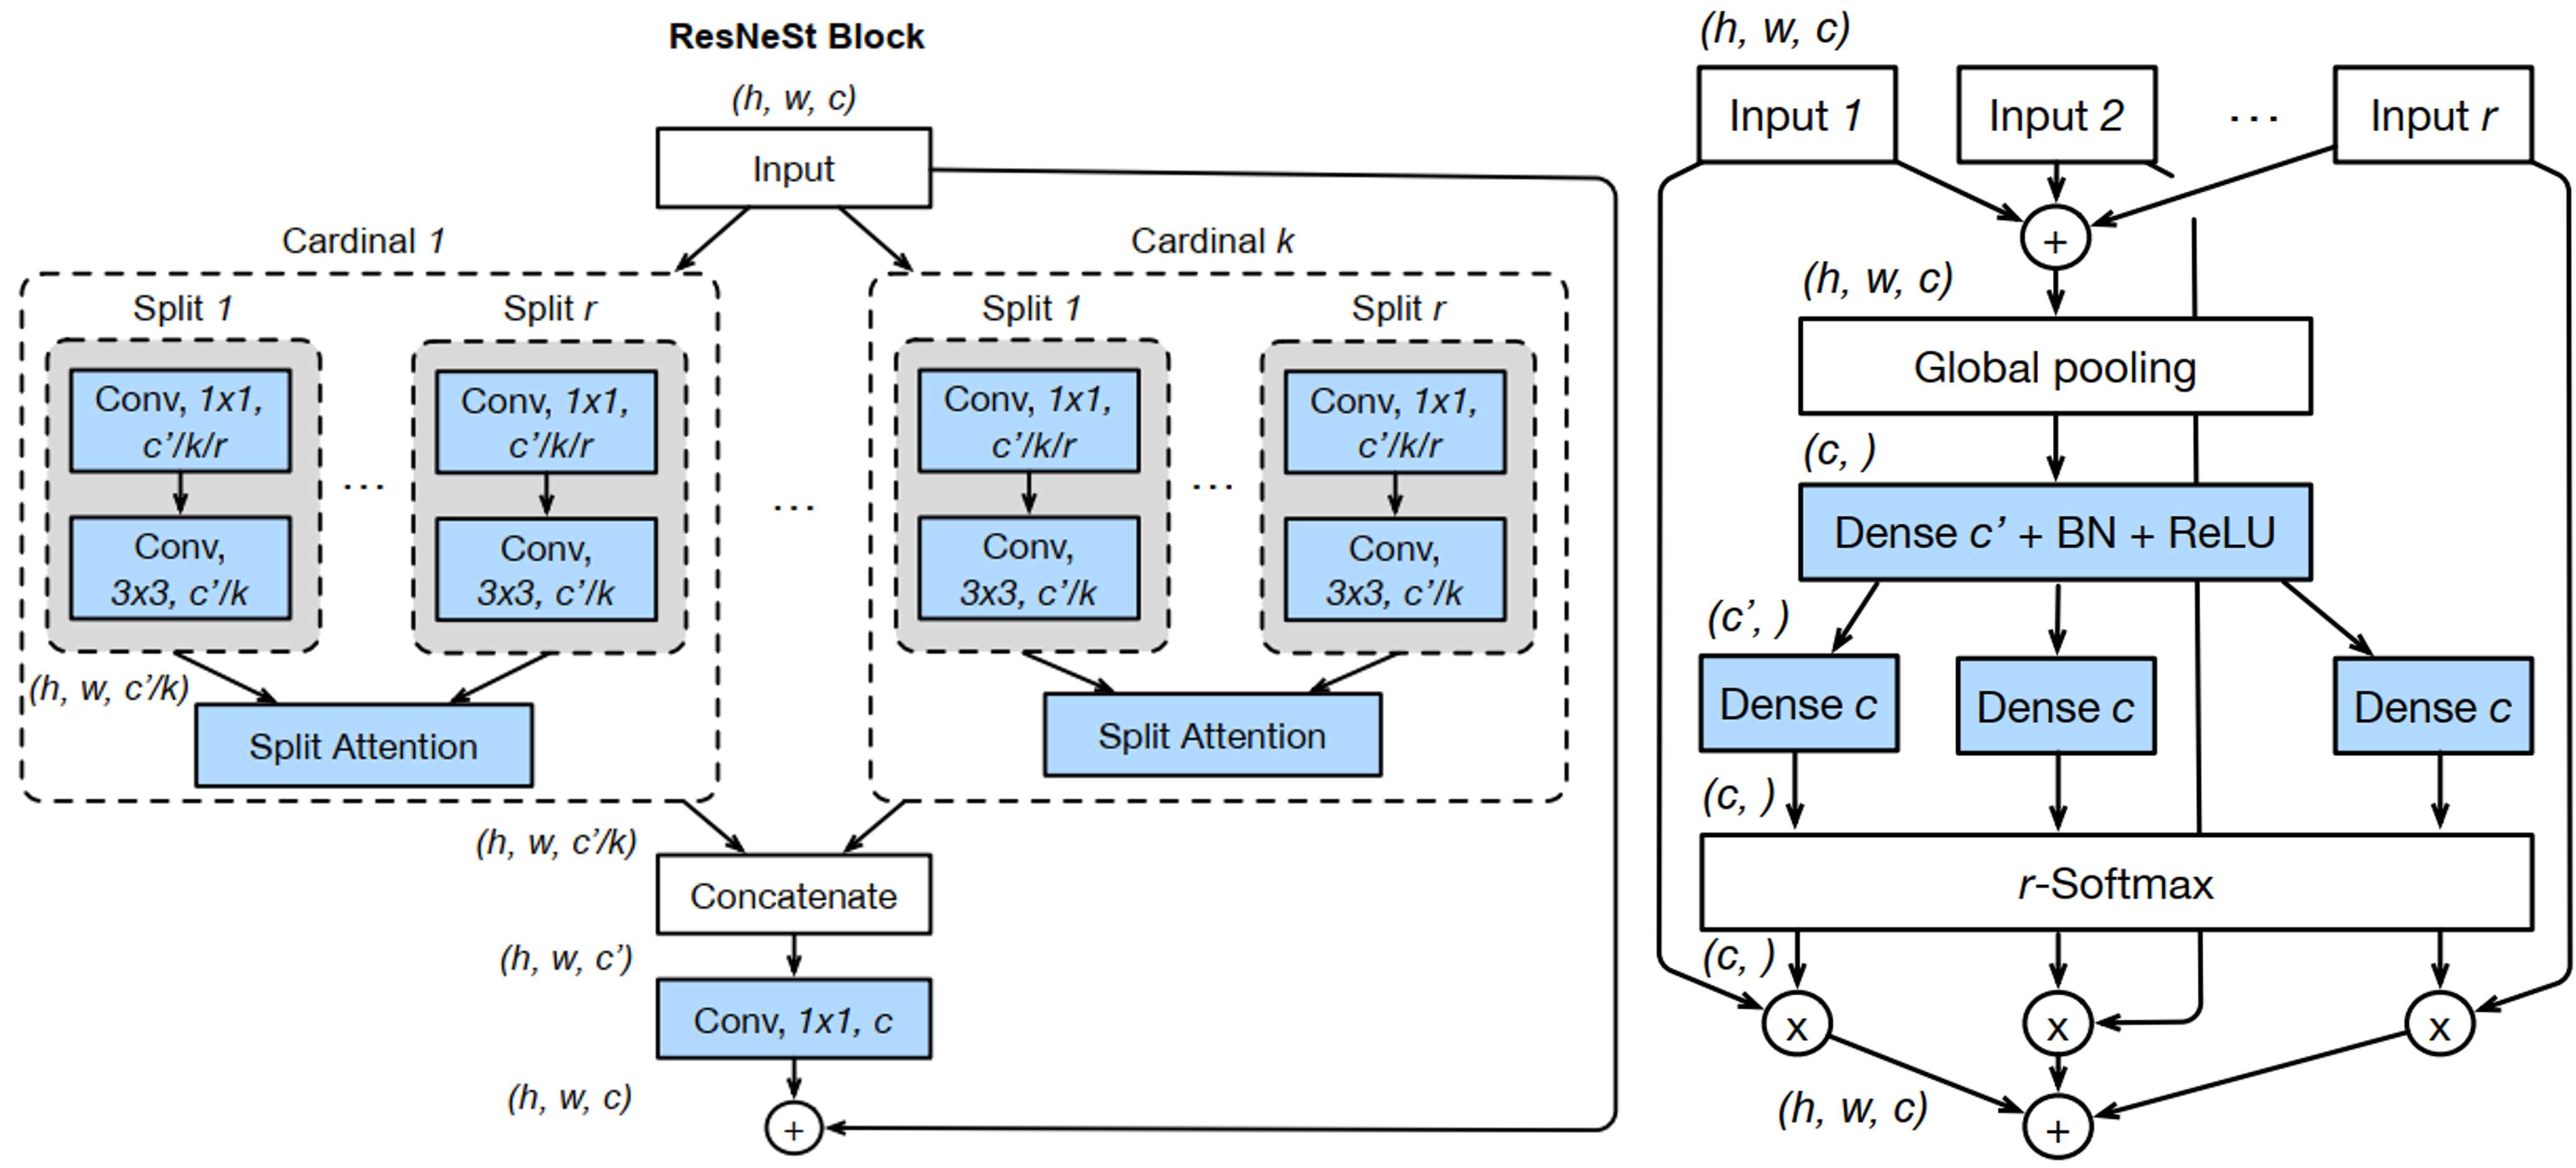 ResNeSt Block
(h, w, c)
Input
Cardinal 1
Cardinal k
Split 1
Split r
Split 1
Split r
Conv, 1x1,
c’/k/r
Conv, 1x1,
c’/k/r
Conv, 1x1,
c’/k/r
Conv, 1x1,
c’/k/r
...
...
...
Conv,
3x3, c’/k
Conv,
3x3, c’/k
Conv,
3x3, c’/k
Conv,
3x3, c’/k
(h, w, c’/k)
Split Attention
Split Attention
(h, w, c’/k)
Concatenate
(h, w, c’)
Conv, 1x1, c
(h, w, c)
+
(h, w, c)
Input 1
Input 2
...
Input r
+
(h, w, c)
Global pooling
(c, )
Dense c’ + BN + ReLU
(c’, )
Dense c
Dense c
Dense c
(c, )
r-Softmax
(c, )
x
x
x
(h, w, c)
+